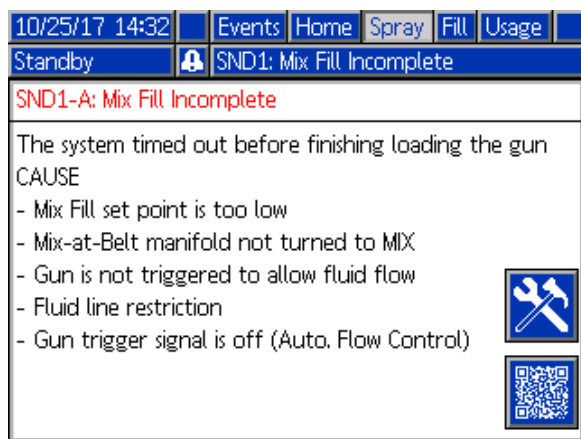 10/25/17 14:32 Events Home Spray Fill Usage
Standby SND1: Mix Fill Incomplete
SND1-A: Mix Fill Incomplete
The system timed out before finishing loading the gun
CAUSE
- Mix Fill set point is too low
- Mix-at-Belt manifold not turned to MIX
- Gun is not triggered to allow fluid flow
- Fluid line restriction
- Gun trigger signal is off (Auto. Flow Control)